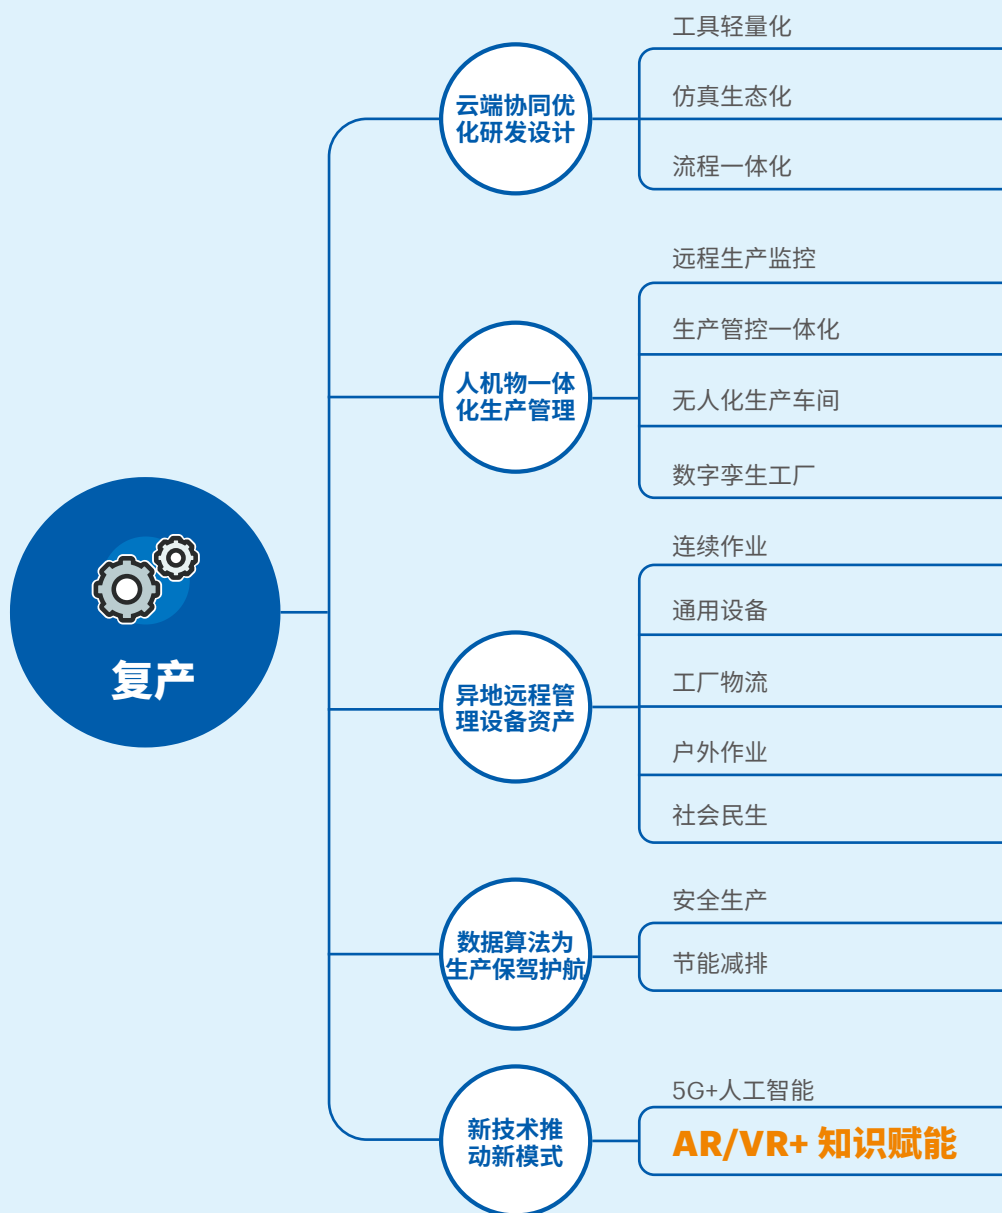 复产
云端协同优
化研发设计
工具轻量化
仿真生态化
流程一体化
人机物一体
化生产管理
远程生产监控
生产管控一体化
无人化生产车间
数字孪生工厂
异地远程管
理设备资产
连续作业
通用设备
工厂物流
户外作业
社会民生
数据算法为
生产保驾护航
安全生产
节能减排
新技术推
动新模式
5G+人工智能
AR/VR+ 知识赋能